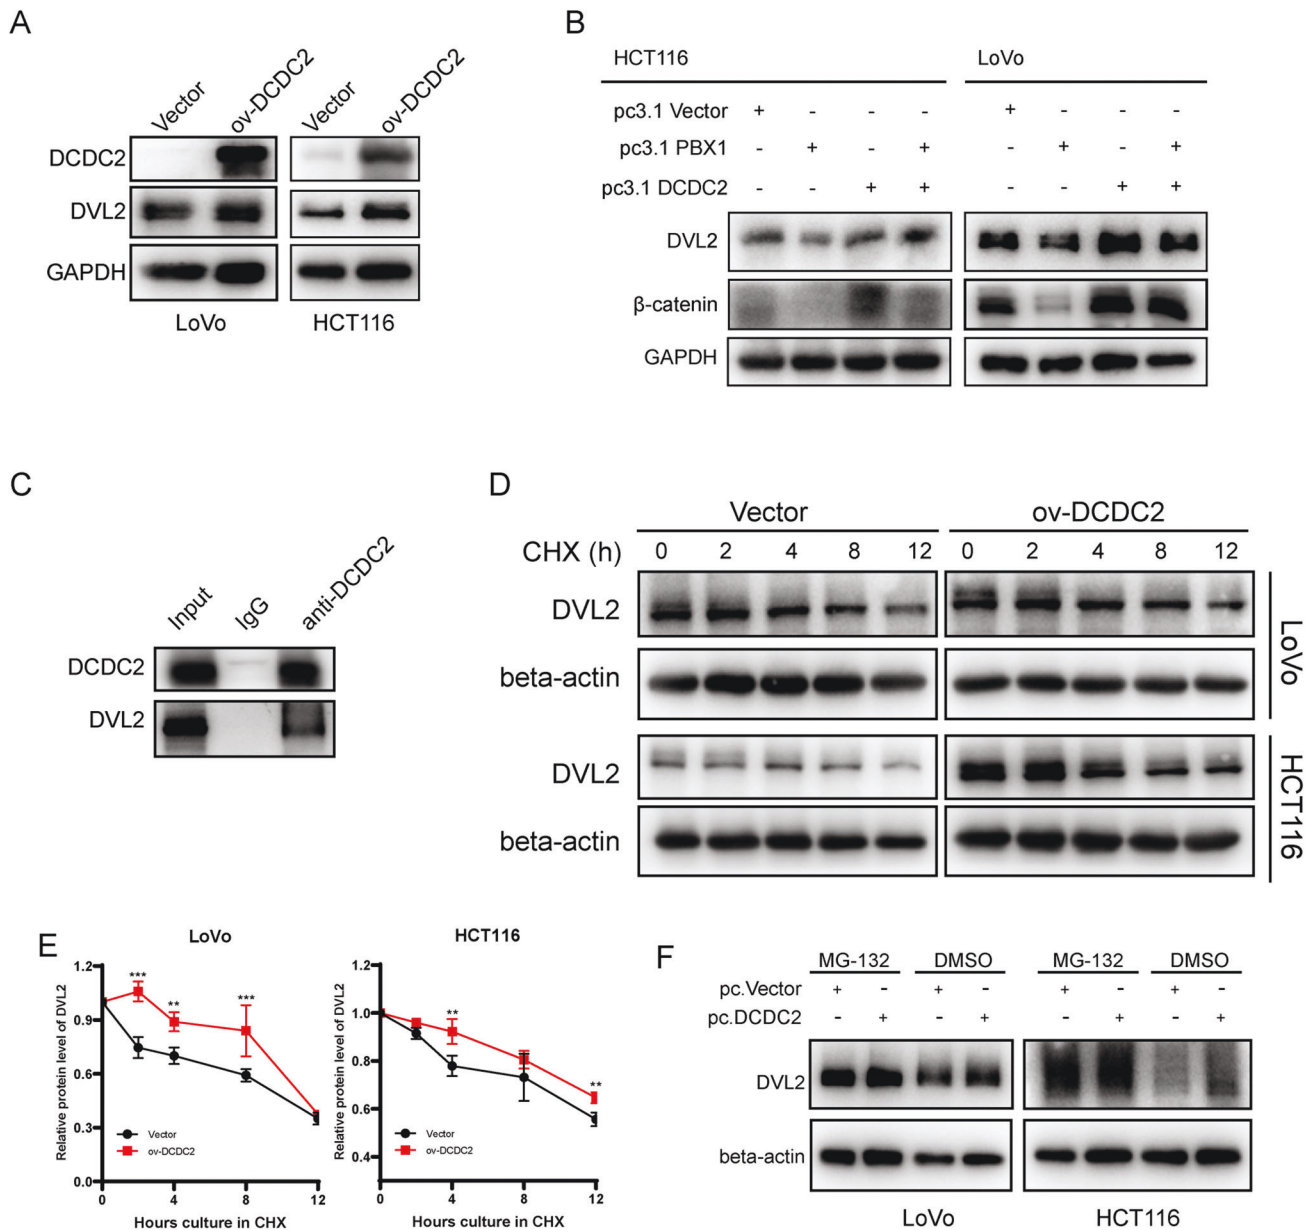 A
Vector
ov-DCDC2
Vector
ov-DCDC2
DCDC2
DVL2
GAPDH
LoVo
HCT116
B
HCT116
LoVo
pc3.1 Vector + - - - + - - -
pc3.1 PBX1 - + - + - + - +
pc3.1 DCDC2 - - + + - - + +
DVL2
β-catenin
GAPDH
C
Input
IgG
anti-DCDC2
DCDC2
DVL2
D
Vector
ov-DCDC2
CHX (h) 0 2 4 8 12 0 2 4 8 12
DVL2
beta-actin
LoVo
DVL2
beta-actin
HCT116
E
LoVo
Relative protein level of DVL2
1.2
0.9
0.6
0.3
0.0
***
**
***
Vector
ov-DCDC2
0 4 8 12
Hours culture in CHX
HCT116
Relative protein level of DVL2
1.2
1.0
0.8
0.6
0.4
**
**
Vector
ov-DCDC2
0 4 8 12
Hours culture in CHX
F
MG-132 DMSO MG-132 DMSO
pc.Vector + - + - + - + -
pc.DCDC2 - + - + - + - +
DVL2
beta-actin
LoVo
HCT116